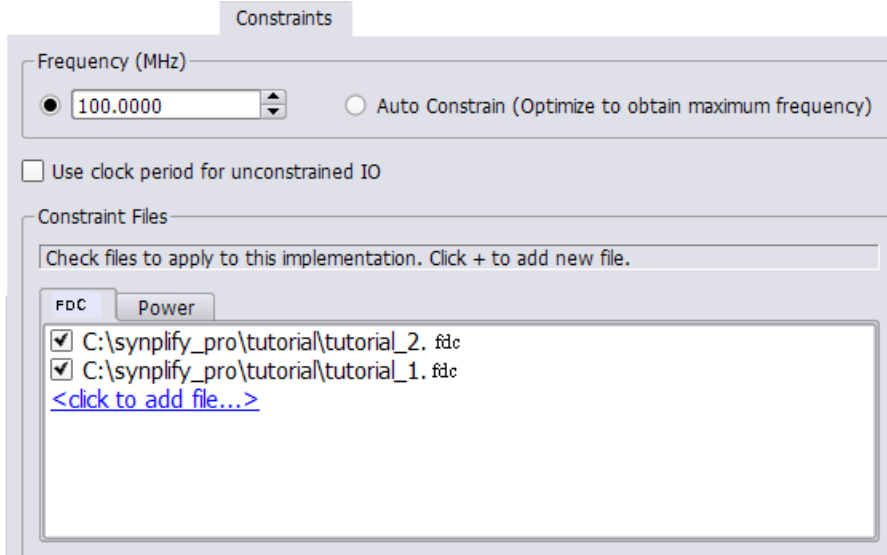 Constraints
Frequency (MHz)
100.0000 Auto Constrain (Optimize to obtain maximum frequency)
Use clock period for unconstrained IO
Constraint Files
Check files to apply to this implementation. Click + to add new file.
FDC Power
C:\synplify_pro\tutorial\tutorial_2. fdc
C:\synplify_pro\tutorial\tutorial_1. fdc
<click to add file...>